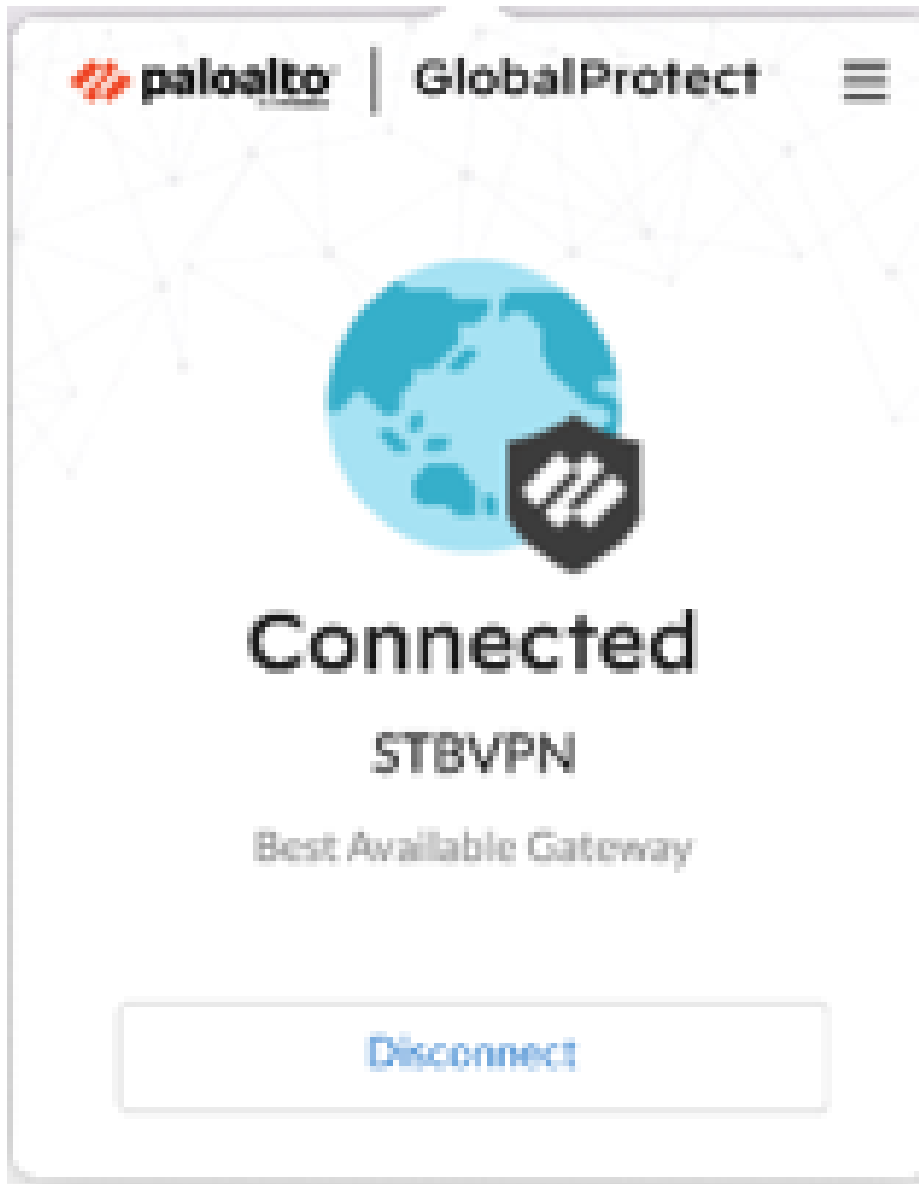 paloalto | GlobalProtect
Connected
STBVPN
Best Available Gateway
Disconnect